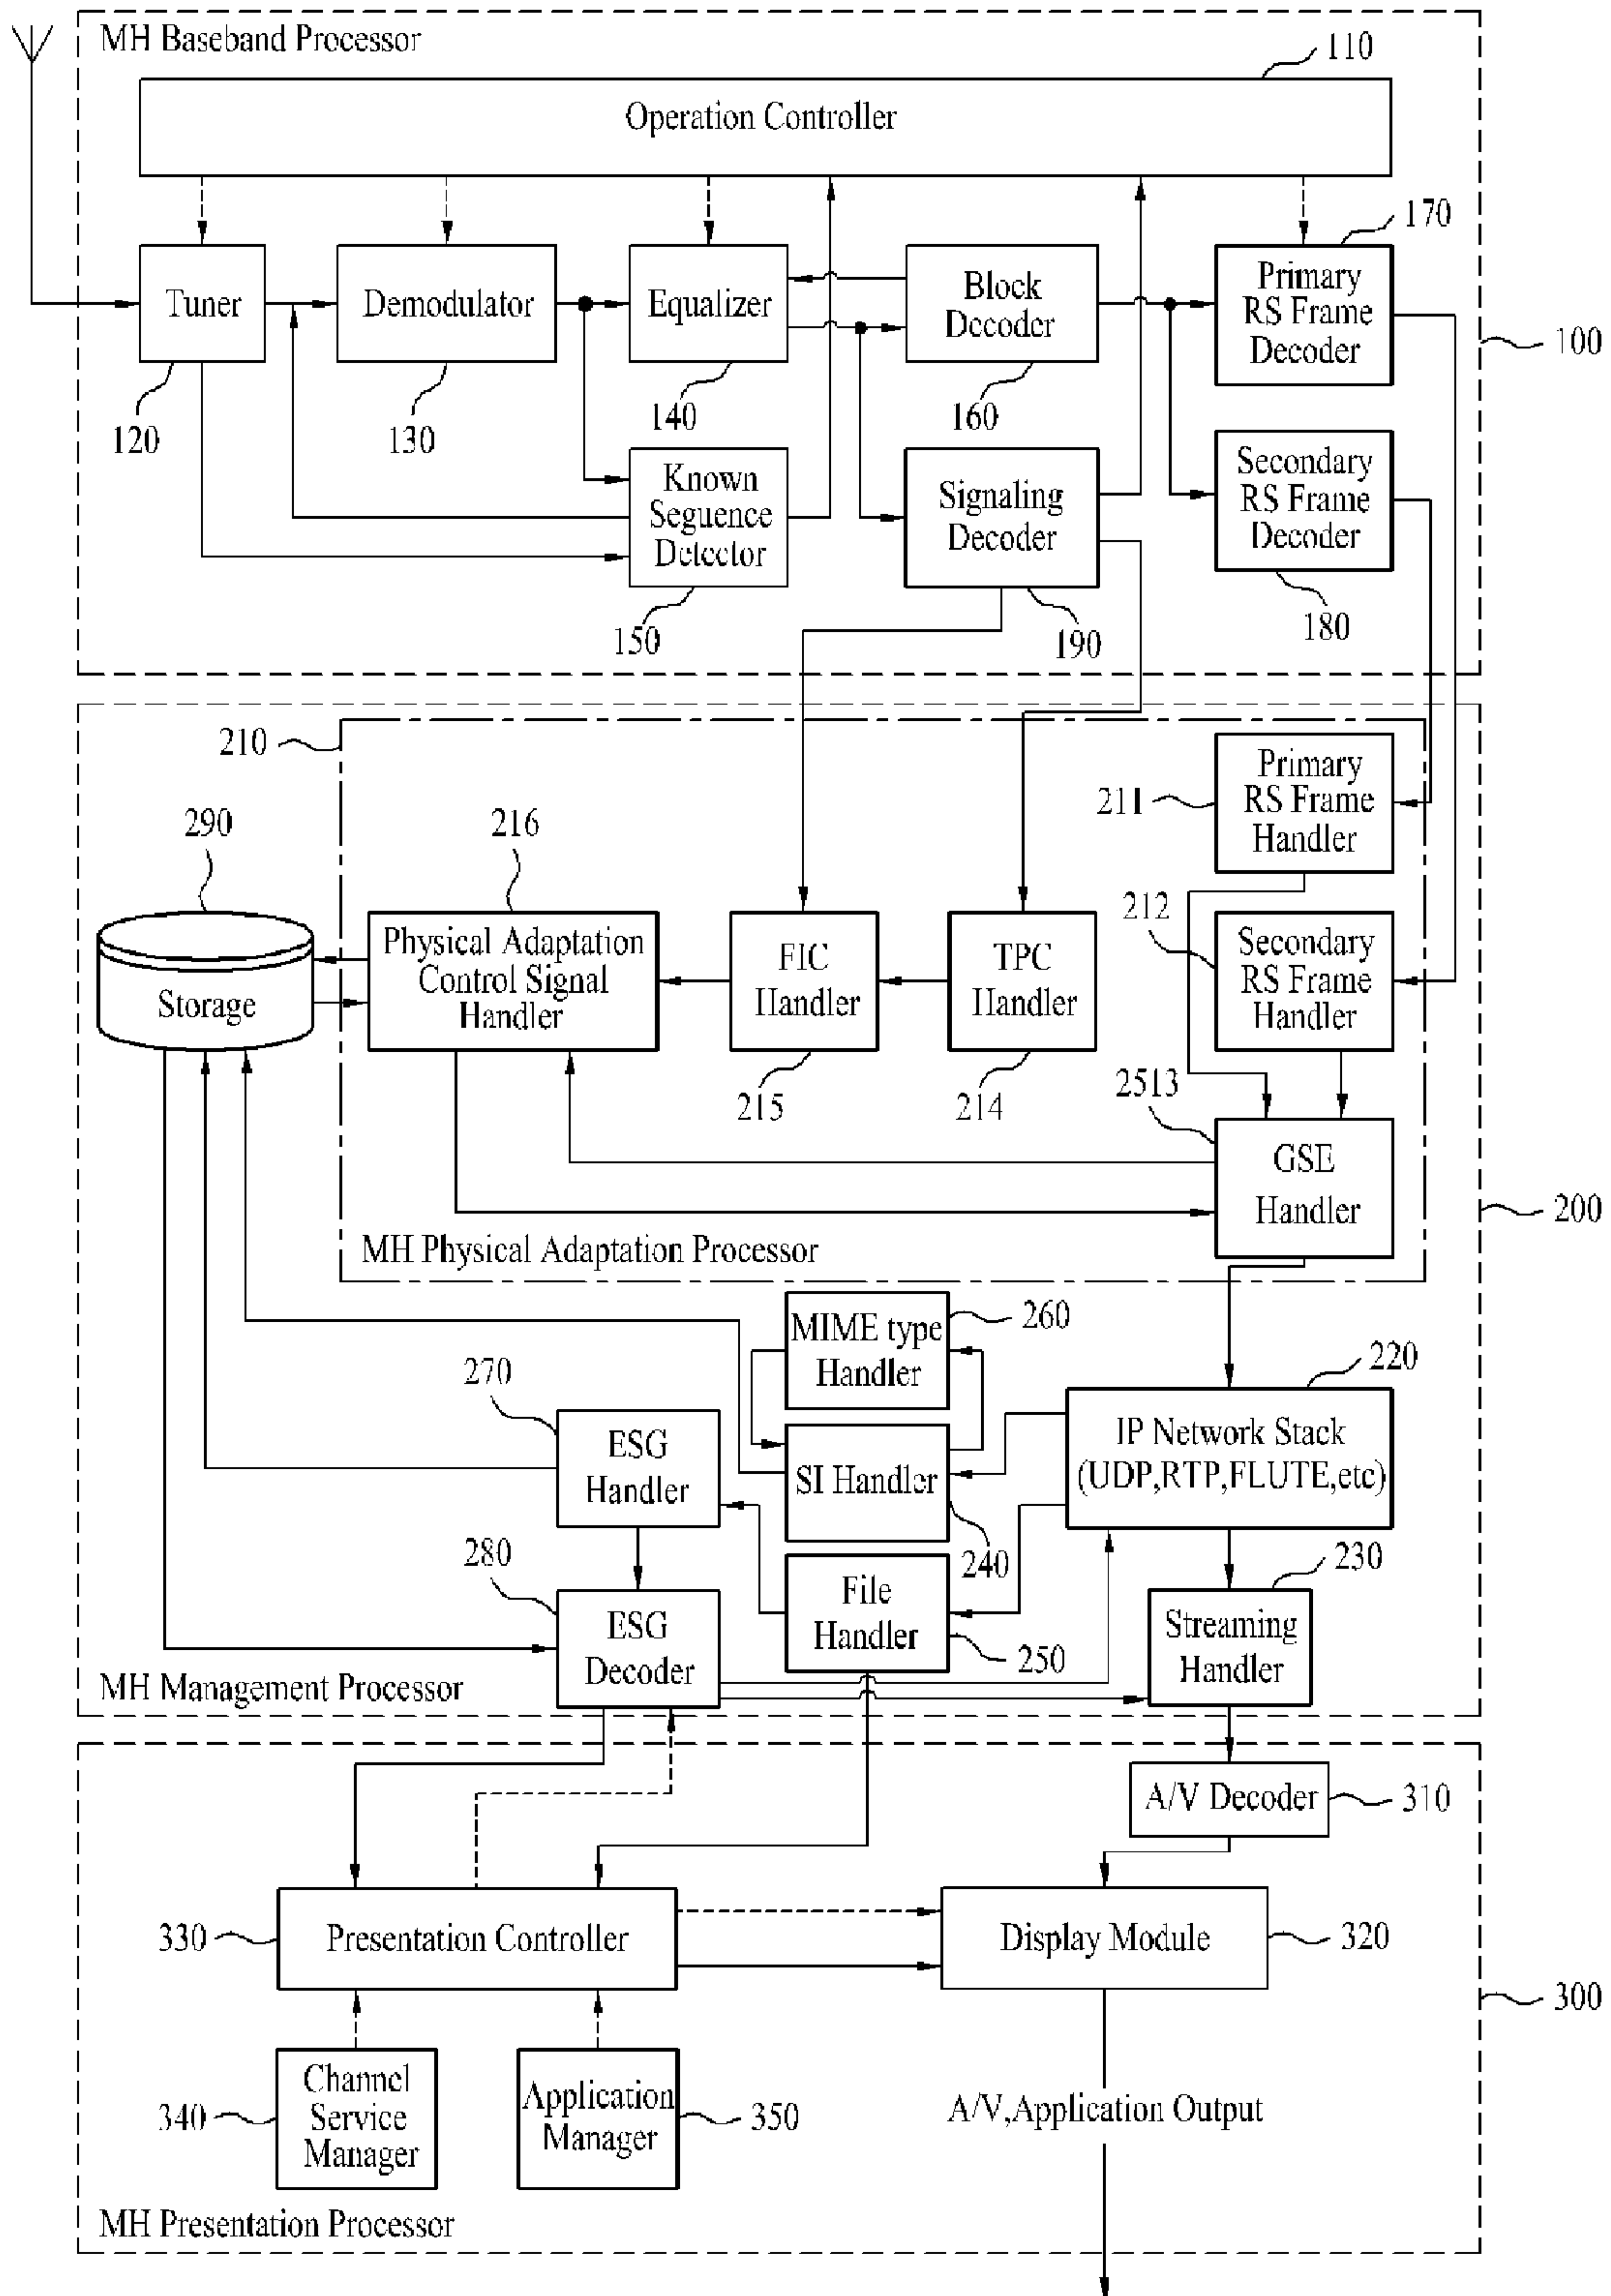 MH Baseband Processor
110
Operation Controller
170
Tuner
Demodulator
Equalizer
Block
Decoder
Primary
RS Frame
Decoder
100
120
130
140
160
Known
Seguence
Detector
Signaling
Decoder
Secondary
RS Frame
Decoder
150
190
180
210
Primary
RS Frame
Handler
211
290
216
212
Physical Adaptation
Control Signal
Handler
FIC
Handler
TPC
Handler
Secondary
RS Frame
Handler
Storage
215
214
2513
GSE
Handler
200
MH Physical Adaptation Processor
MIME type
Handler
260
220
270
ESG
Handler
SI Handler
IP Network Stack
(UDP,RTP,FLUTE,etc)
280
240
230
ESG
Decoder
File
Handler
250
Streaming
Handler
MH Management Processor
A/V Decoder
310
330
Presentation Controller
Display Module
320
300
340
Channel
Service
Manager
Application
Manager
350
A/V,Application Output
MH Presentation Processor